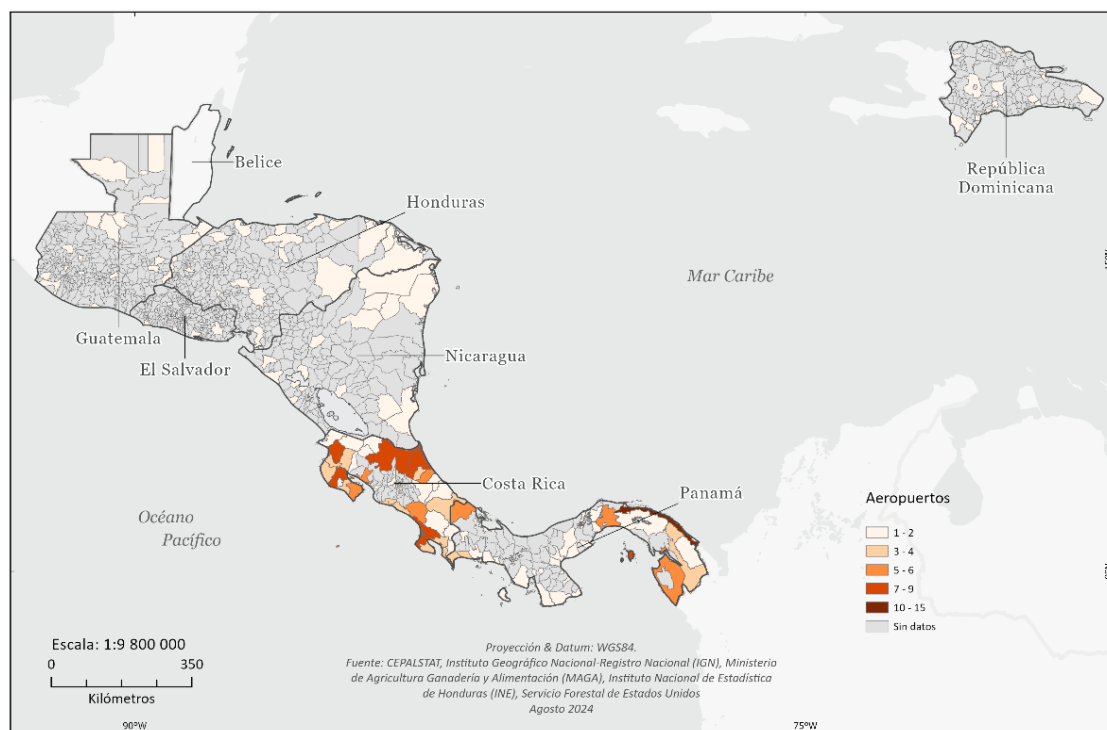 Belice
Honduras
República
Dominicana
Mar Caribe
Guatemala
El Salvador
Nicaragua
Costa Rica
Panamá
Océano
Pacífico
Aeropuertos
1 - 2
3 - 4
5 - 6
7 - 9
10 - 15
Sin datos
Escala: 1:9 800 000
0 350
Kilómetros
Proyección & Datum: WGS84.
Fuente: CEPALSTAT, Instituto Geográfico Nacional-Registro Nacional (IGN), Ministerio
de Agricultura Ganadería y Alimentación (MAGA), Instituto Nacional de Estadística
de Honduras (INE), Servicio Forestal de Estados Unidos
Agosto 2024
90°W 75°W